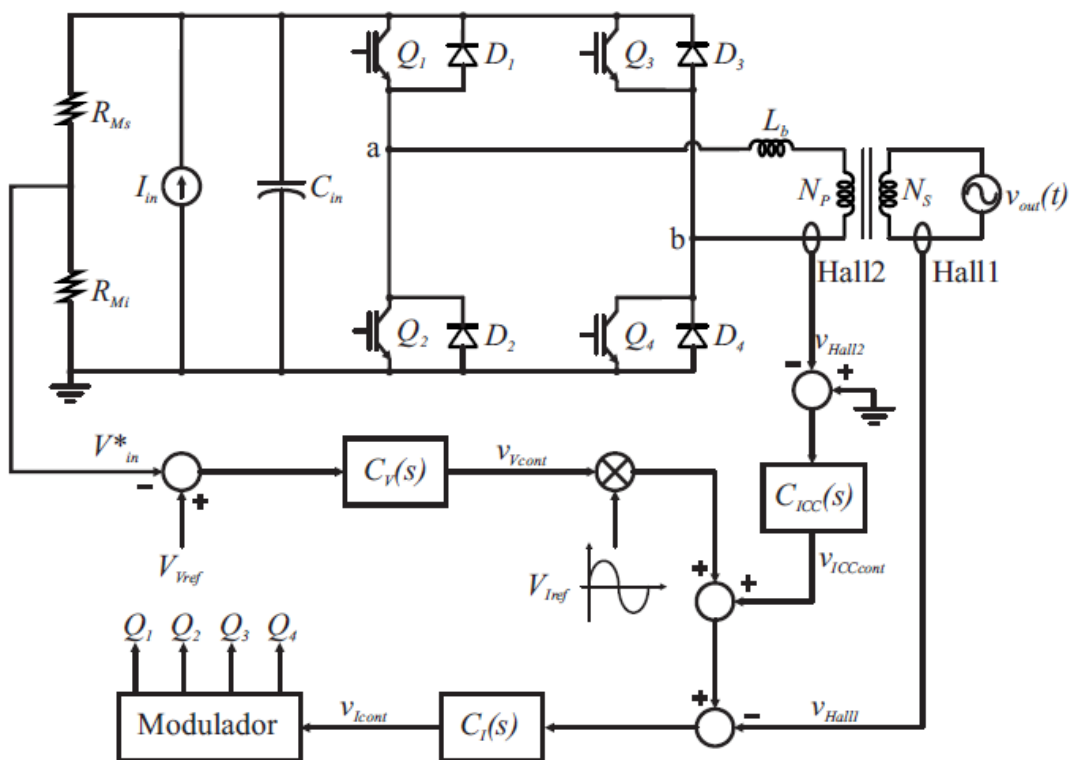 Q1 D1 Q3 D3
RMs
Lb
a
Iin Cin NP NS vout(t)
b
Hall2 Hall1
RMi
Q2 D2 Q4 D4
vHall2
- +
V*in vVcont
CV(s) CICC(s)
- +
VVref
vICCcont
VIref
+ +
Q1 Q2 Q3 Q4
vIcont + - vHall1
Modulador CI(s)